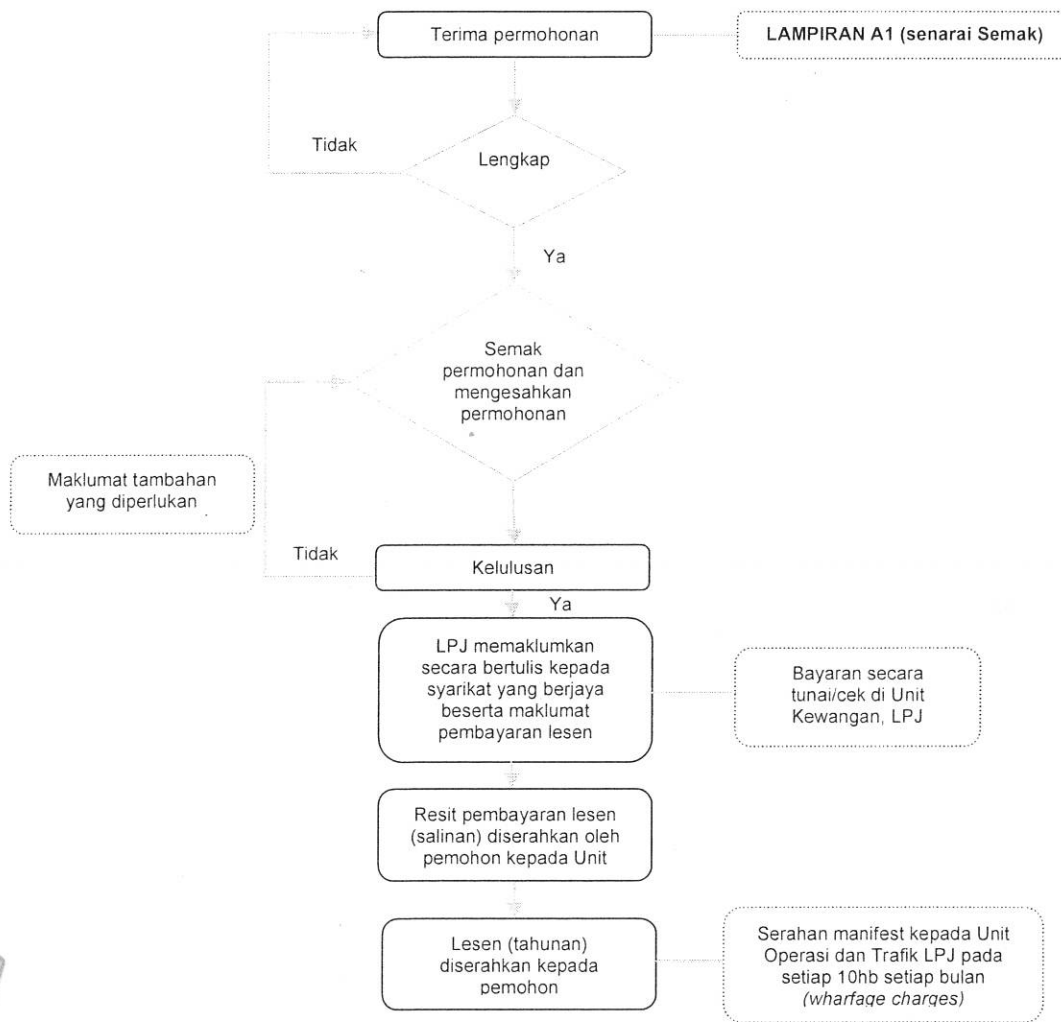 Terima permohonan
LAMPIRAN A1 (senarai Semak)
Tidak
Lengkap
Ya
Semak
permohonan dan
mengesahkan
permohonan
Maklumat tambahan
yang diperlukan
Tidak
Kelulusan
Ya
LPJ memaklumkan
secara bertulis kepada
syarikat yang berjaya
beserta maklumat
pembayaran lesen
Bayaran secara
tunai/cek di Unit
Kewangan, LPJ
Resit pembayaran lesen
(salinan) diserahkan oleh
pemohon kepada Unit
Lesen (tahunan)
diserahkan kepada
pemohon
Serahan manifest kepada Unit
Operasi dan Trafik LPJ pada
setiap 10hb setiap bulan
(wharfage charges)